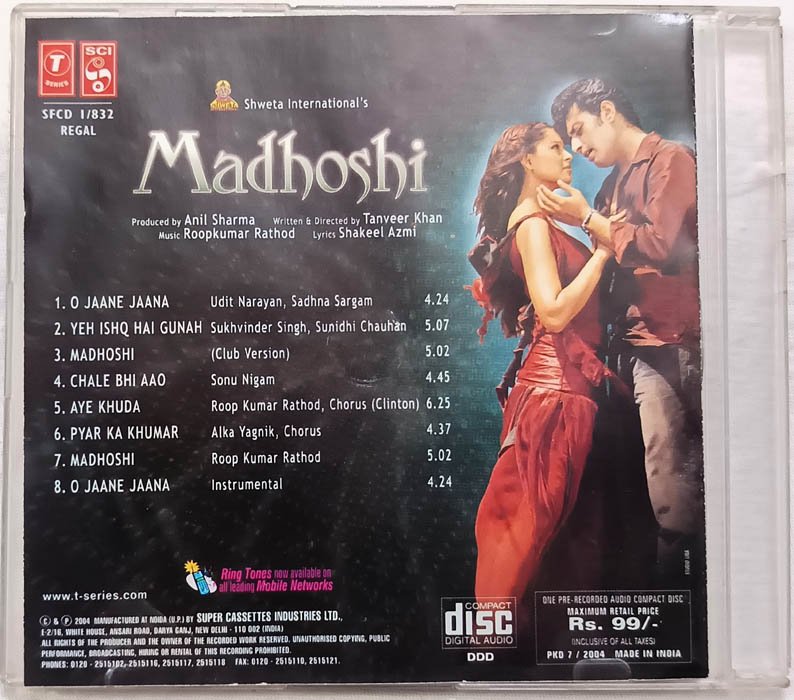 T
SERIES
SCI
SFCD 1/832
REGAL
SHWETA
Shweta International's
Madhoshi
Produced by Anil Sharma Written & Directed by Tanveer Khan
Music Roopkumar Rathod Lyrics Shakeel Azmi
1. O JAANE JAANA Udit Narayan, Sadhna Sargam 4.24
2. YEH ISHQ HAI GUNAH Sukhvinder Singh, Sunidhi Chauhan 5.07
3. MADHOSHI (Club Version) 5.02
4. CHALE BHI AAO Sonu Nigam 4.45
5. AYE KHUDA Roop Kumar Rathod, Chorus (Clinton) 6.25
6. PYAR KA KHUMAR Alka Yagnik, Chorus 4.37
7. MADHOSHI Roop Kumar Rathod 5.02
8. O JAANE JAANA Instrumental 4.24
Ring Tones now available on
all leading Mobile Networks
www.t-series.com
© & ℗ 2004 MANUFACTURED AT NOIDA (U.P.) BY SUPER CASSETTES INDUSTRIES LTD.,
E-2/16, WHITE HOUSE, ANSARI ROAD, DARYA GANJ, NEW DELHI - 110 002 (INDIA)
ALL RIGHTS OF THE PRODUCER AND THE OWNER OF THE RECORDED WORK RESERVED. UNAUTHORISED COPYING, PUBLIC
PERFORMANCE, BROADCASTING, HIRING OR RENTAL OF THIS RECORDING PROHIBITED.
PHONES: 0120 - 2515102, 2515116, 2515117, 2515118 FAX: 0120 - 2515110, 2515121.
COMPACT
disc
DIGITAL AUDIO
DDD
ONE PRE-RECORDED AUDIO COMPACT DISC
MAXIMUM RETAIL PRICE
Rs. 99/-
(INCLUSIVE OF ALL TAXES)
PKD 7 / 2004 MADE IN INDIA